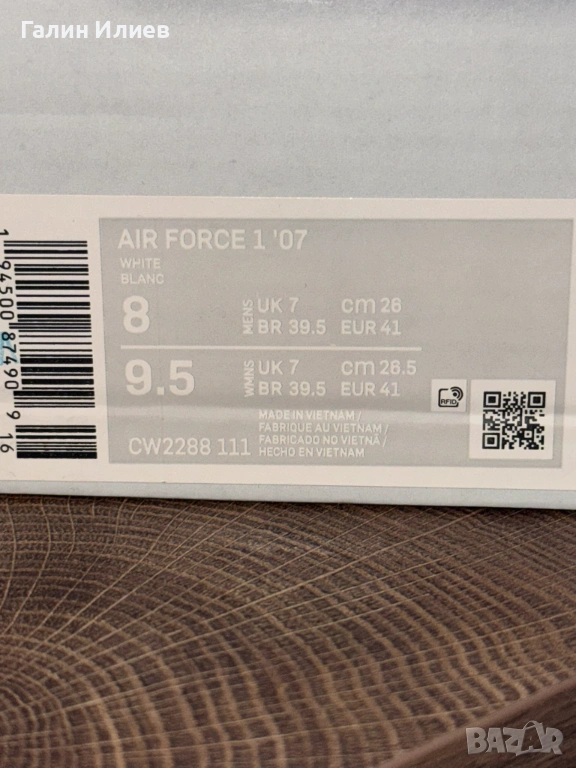 Галин Илиев
AIR FORCE 1 '07
WHITE
BLANC
8 MENS UK 7 cm 26
BR 39.5 EUR 41
9.5 WMNS UK 7 cm 26.5
BR 39.5 EUR 41
RFID
MADE IN VIETNAM /
FABRIQUE AU VIETNAM /
FABRICADO NO VIETNÃ /
HECHO EN VIETNAM
CW2288 111
1 94500 87490 9 16
BAZAR